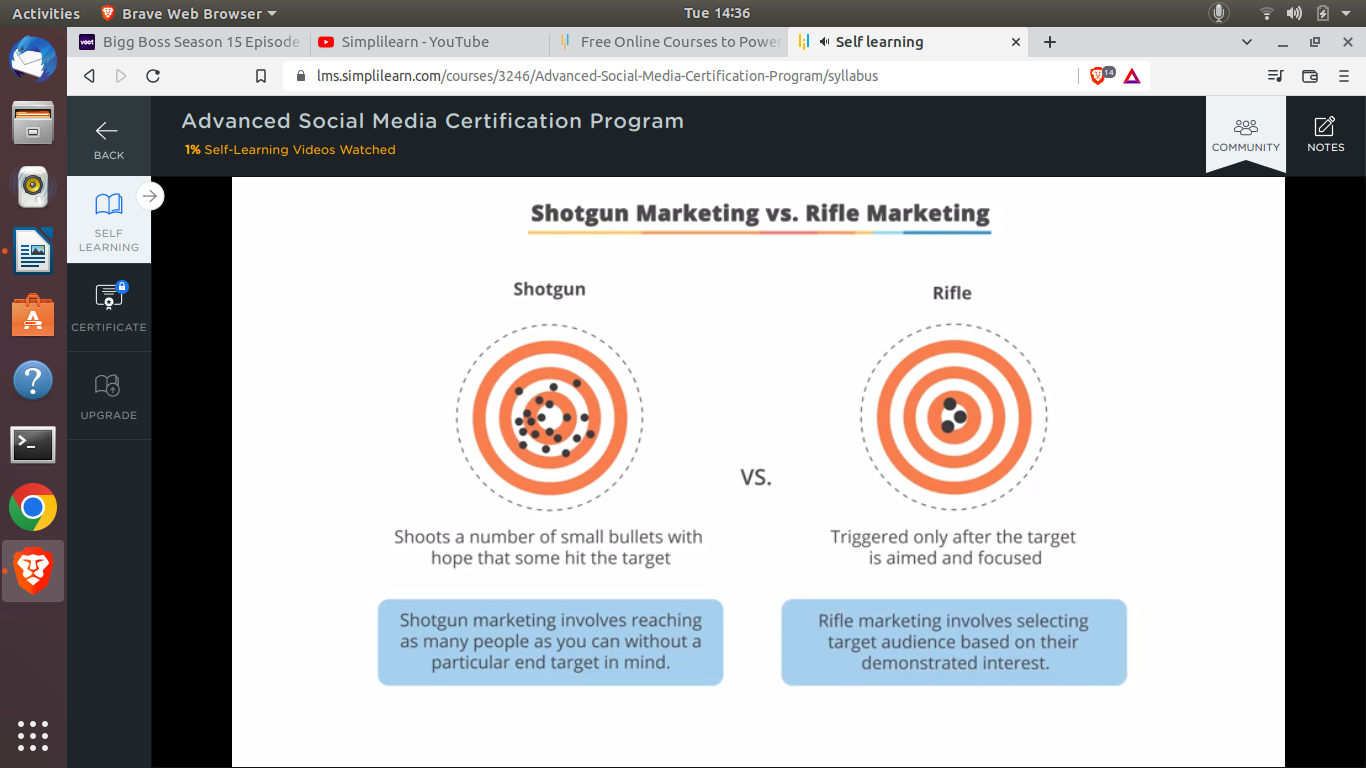 Activities
Brave Web Browser
Tue 14:36
voot
Bigg Boss Season 15 Episode
Simplilearn - YouTube
Free Online Courses to Power
Self learning
lms.simplilearn.com/courses/3246/Advanced-Social-Media-Certification-Program/syllabus
14
BACK
Advanced Social Media Certification Program
1% Self-Learning Videos Watched
COMMUNITY
NOTES
SELF
LEARNING
CERTIFICATE
UPGRADE
Shotgun Marketing vs. Rifle Marketing
Shotgun
Rifle
VS.
Shoots a number of small bullets with
hope that some hit the target
Triggered only after the target
is aimed and focused
Shotgun marketing involves reaching
as many people as you can without a
particular end target in mind.
Rifle marketing involves selecting
target audience based on their
demonstrated interest.